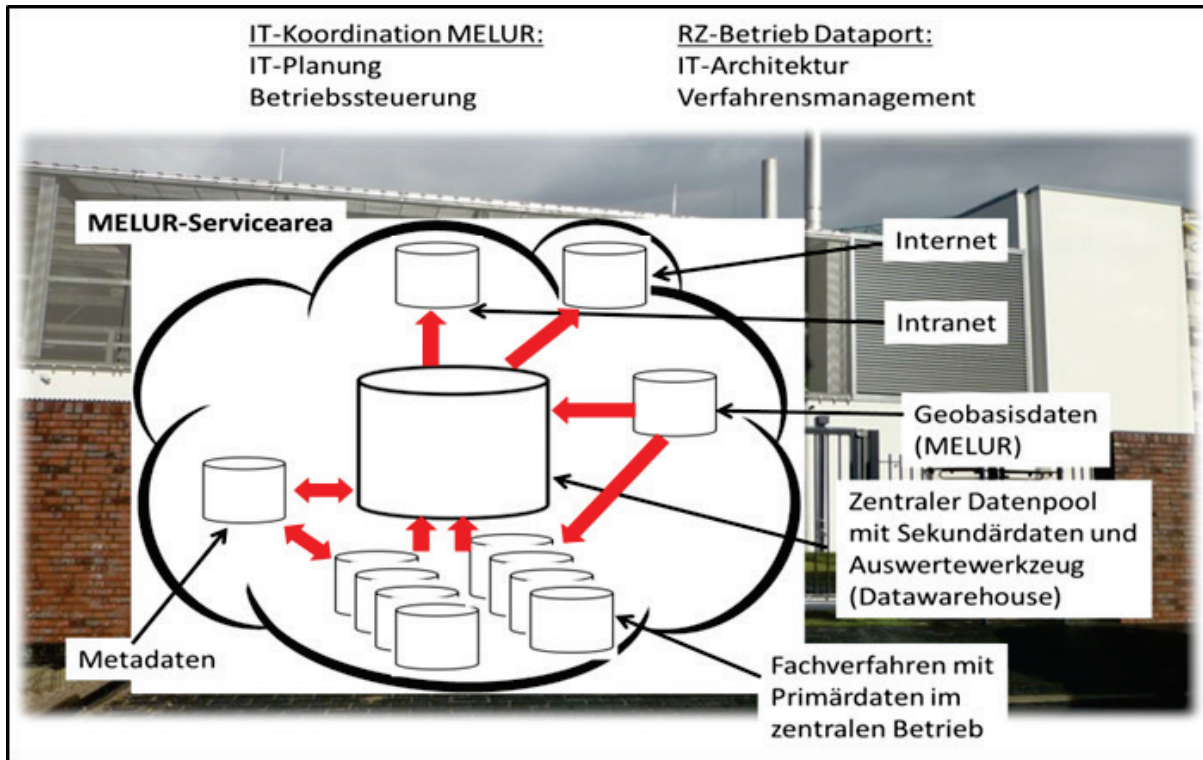 IT-Koordination MELUR:
IT-Planung
Betriebssteuerung
RZ-Betrieb Dataport:
IT-Architektur
Verfahrensmanagement
MELUR-Servicearea
Internet
Intranet
Geobasisdaten
(MELUR)
Zentraler Datenpool
mit Sekundärdaten und
Auswertewerkzeug
(Datawarehouse)
Metadaten
Fachverfahren mit
Primärdaten im
zentralen Betrieb